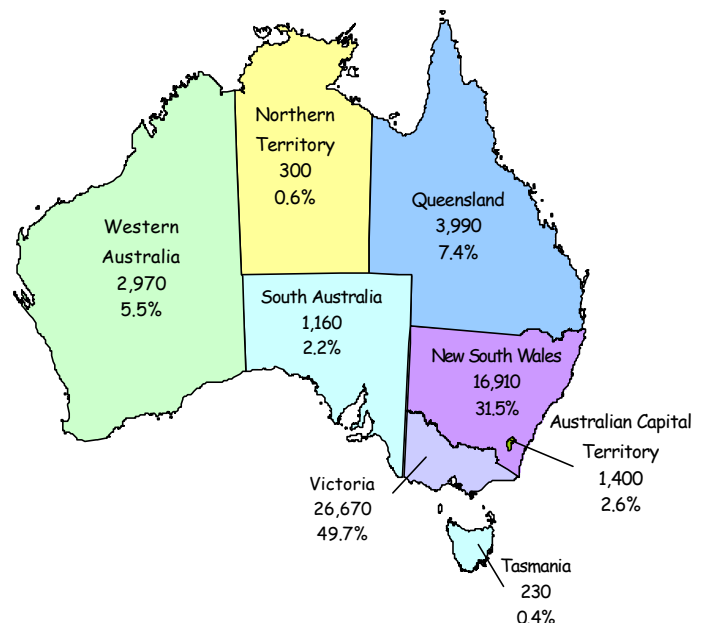 Northern
Territory
300
0.6%
Queensland
3,990
7.4%
Western
Australia
2,970
5.5%
South Australia
1,160
2.2%
New South Wales
16,910
31.5%
Australian Capital
Territory
1,400
2.6%
Victoria
26,670
49.7%
Tasmania
230
0.4%